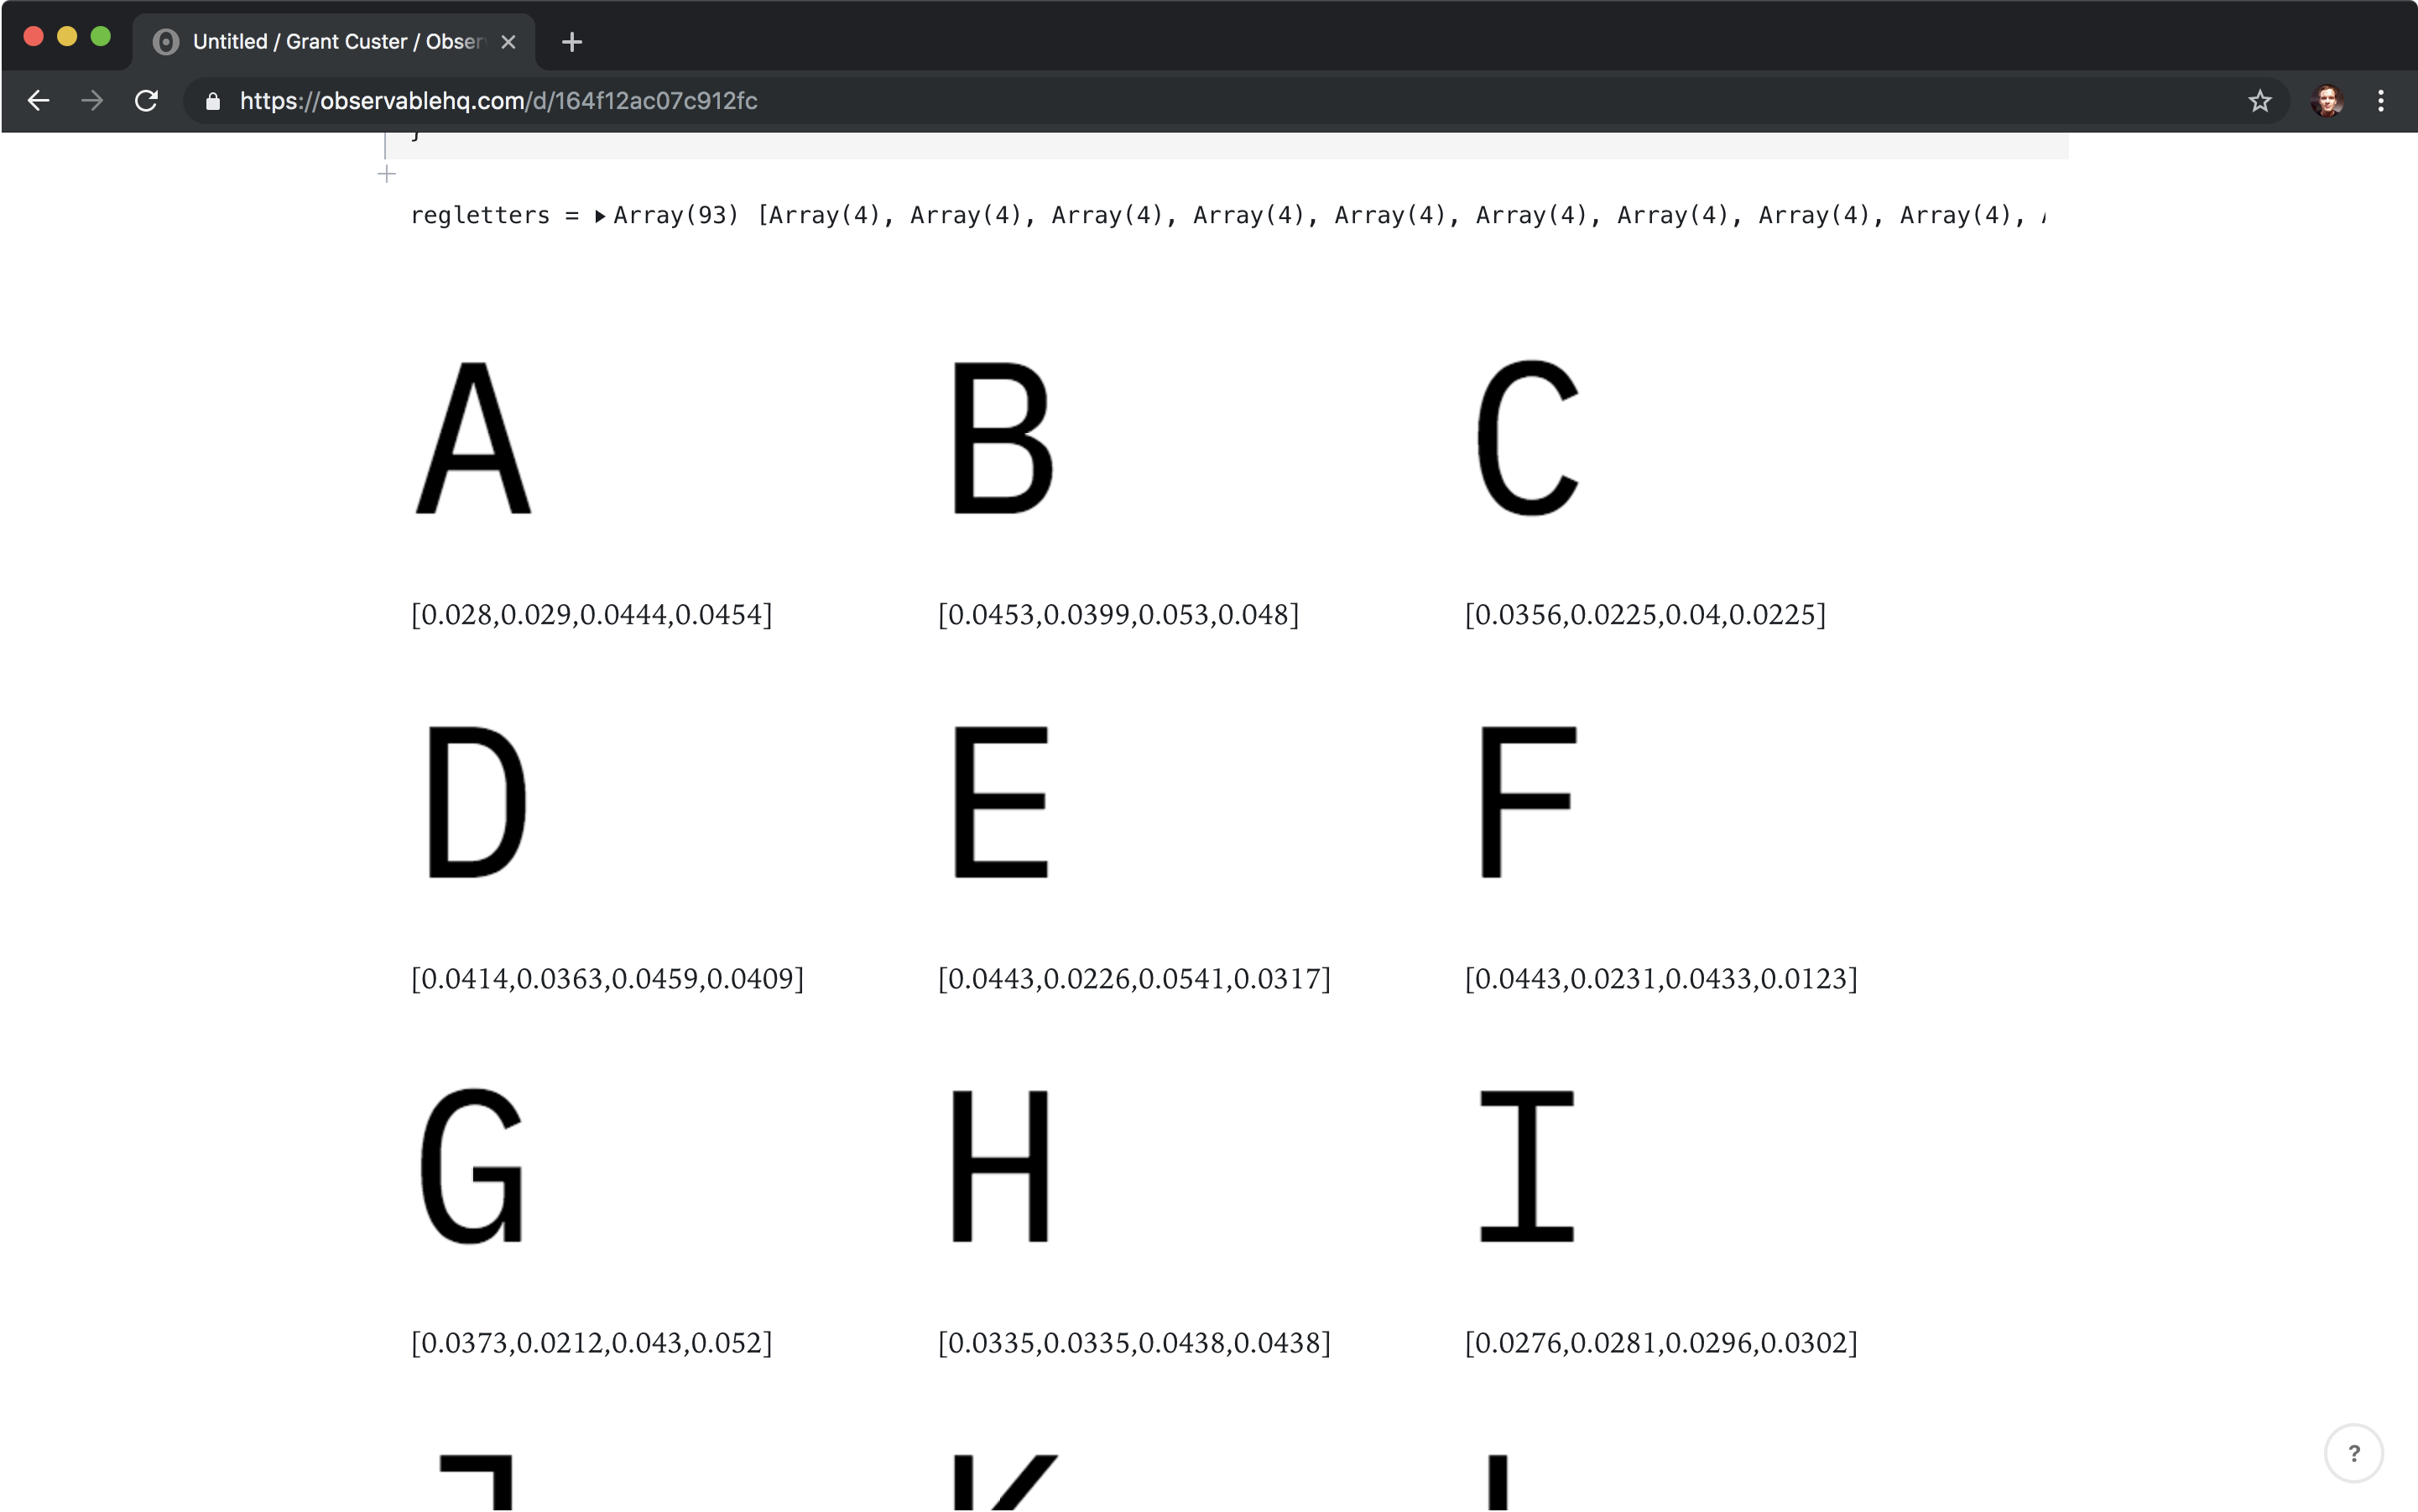 Untitled / Grant Custer / Obser
https://observablehq.com/d/164f12ac07c912fc
}
regletters = ▶Array(93) [Array(4), Array(4), Array(4), Array(4), Array(4), Array(4), Array(4), Array(4), Array(4),
A B C
[0.028,0.029,0.0444,0.0454] [0.0453,0.0399,0.053,0.048] [0.0356,0.0225,0.04,0.0225]
D E F
[0.0414,0.0363,0.0459,0.0409] [0.0443,0.0226,0.0541,0.0317] [0.0443,0.0231,0.0433,0.0123]
G H I
[0.0373,0.0212,0.043,0.052] [0.0335,0.0335,0.0438,0.0438] [0.0276,0.0281,0.0296,0.0302]
K
?